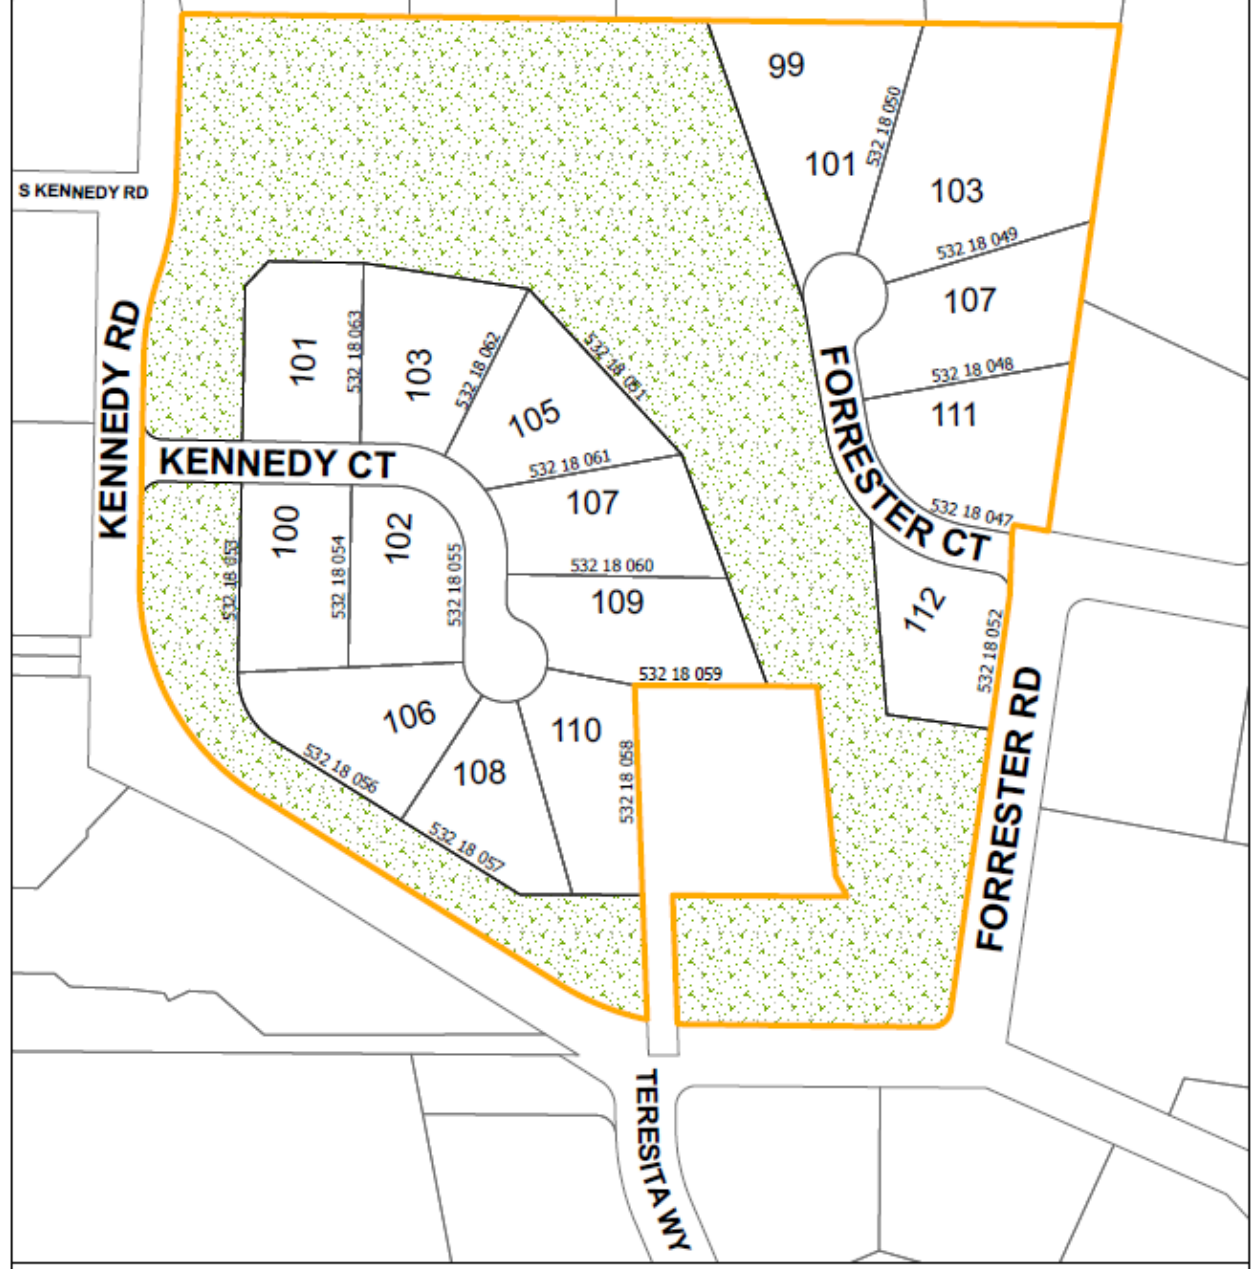 99
532 18 050
101
103
S KENNEDY RD
532 18 049
107
KENNEDY RD
101
532 18 063
103
532 18 062
532 18 051
FORRESTER CT
532 18 048
111
105
532 18 061
KENNEDY CT
107
532 18 047
532 18 053
100
532 18 054
102
532 18 055
532 18 060
109
112
532 18 052
532 18 059
FORRESTER RD
106
110
532 18 058
532 18 056
108
532 18 057
TERESITA WY